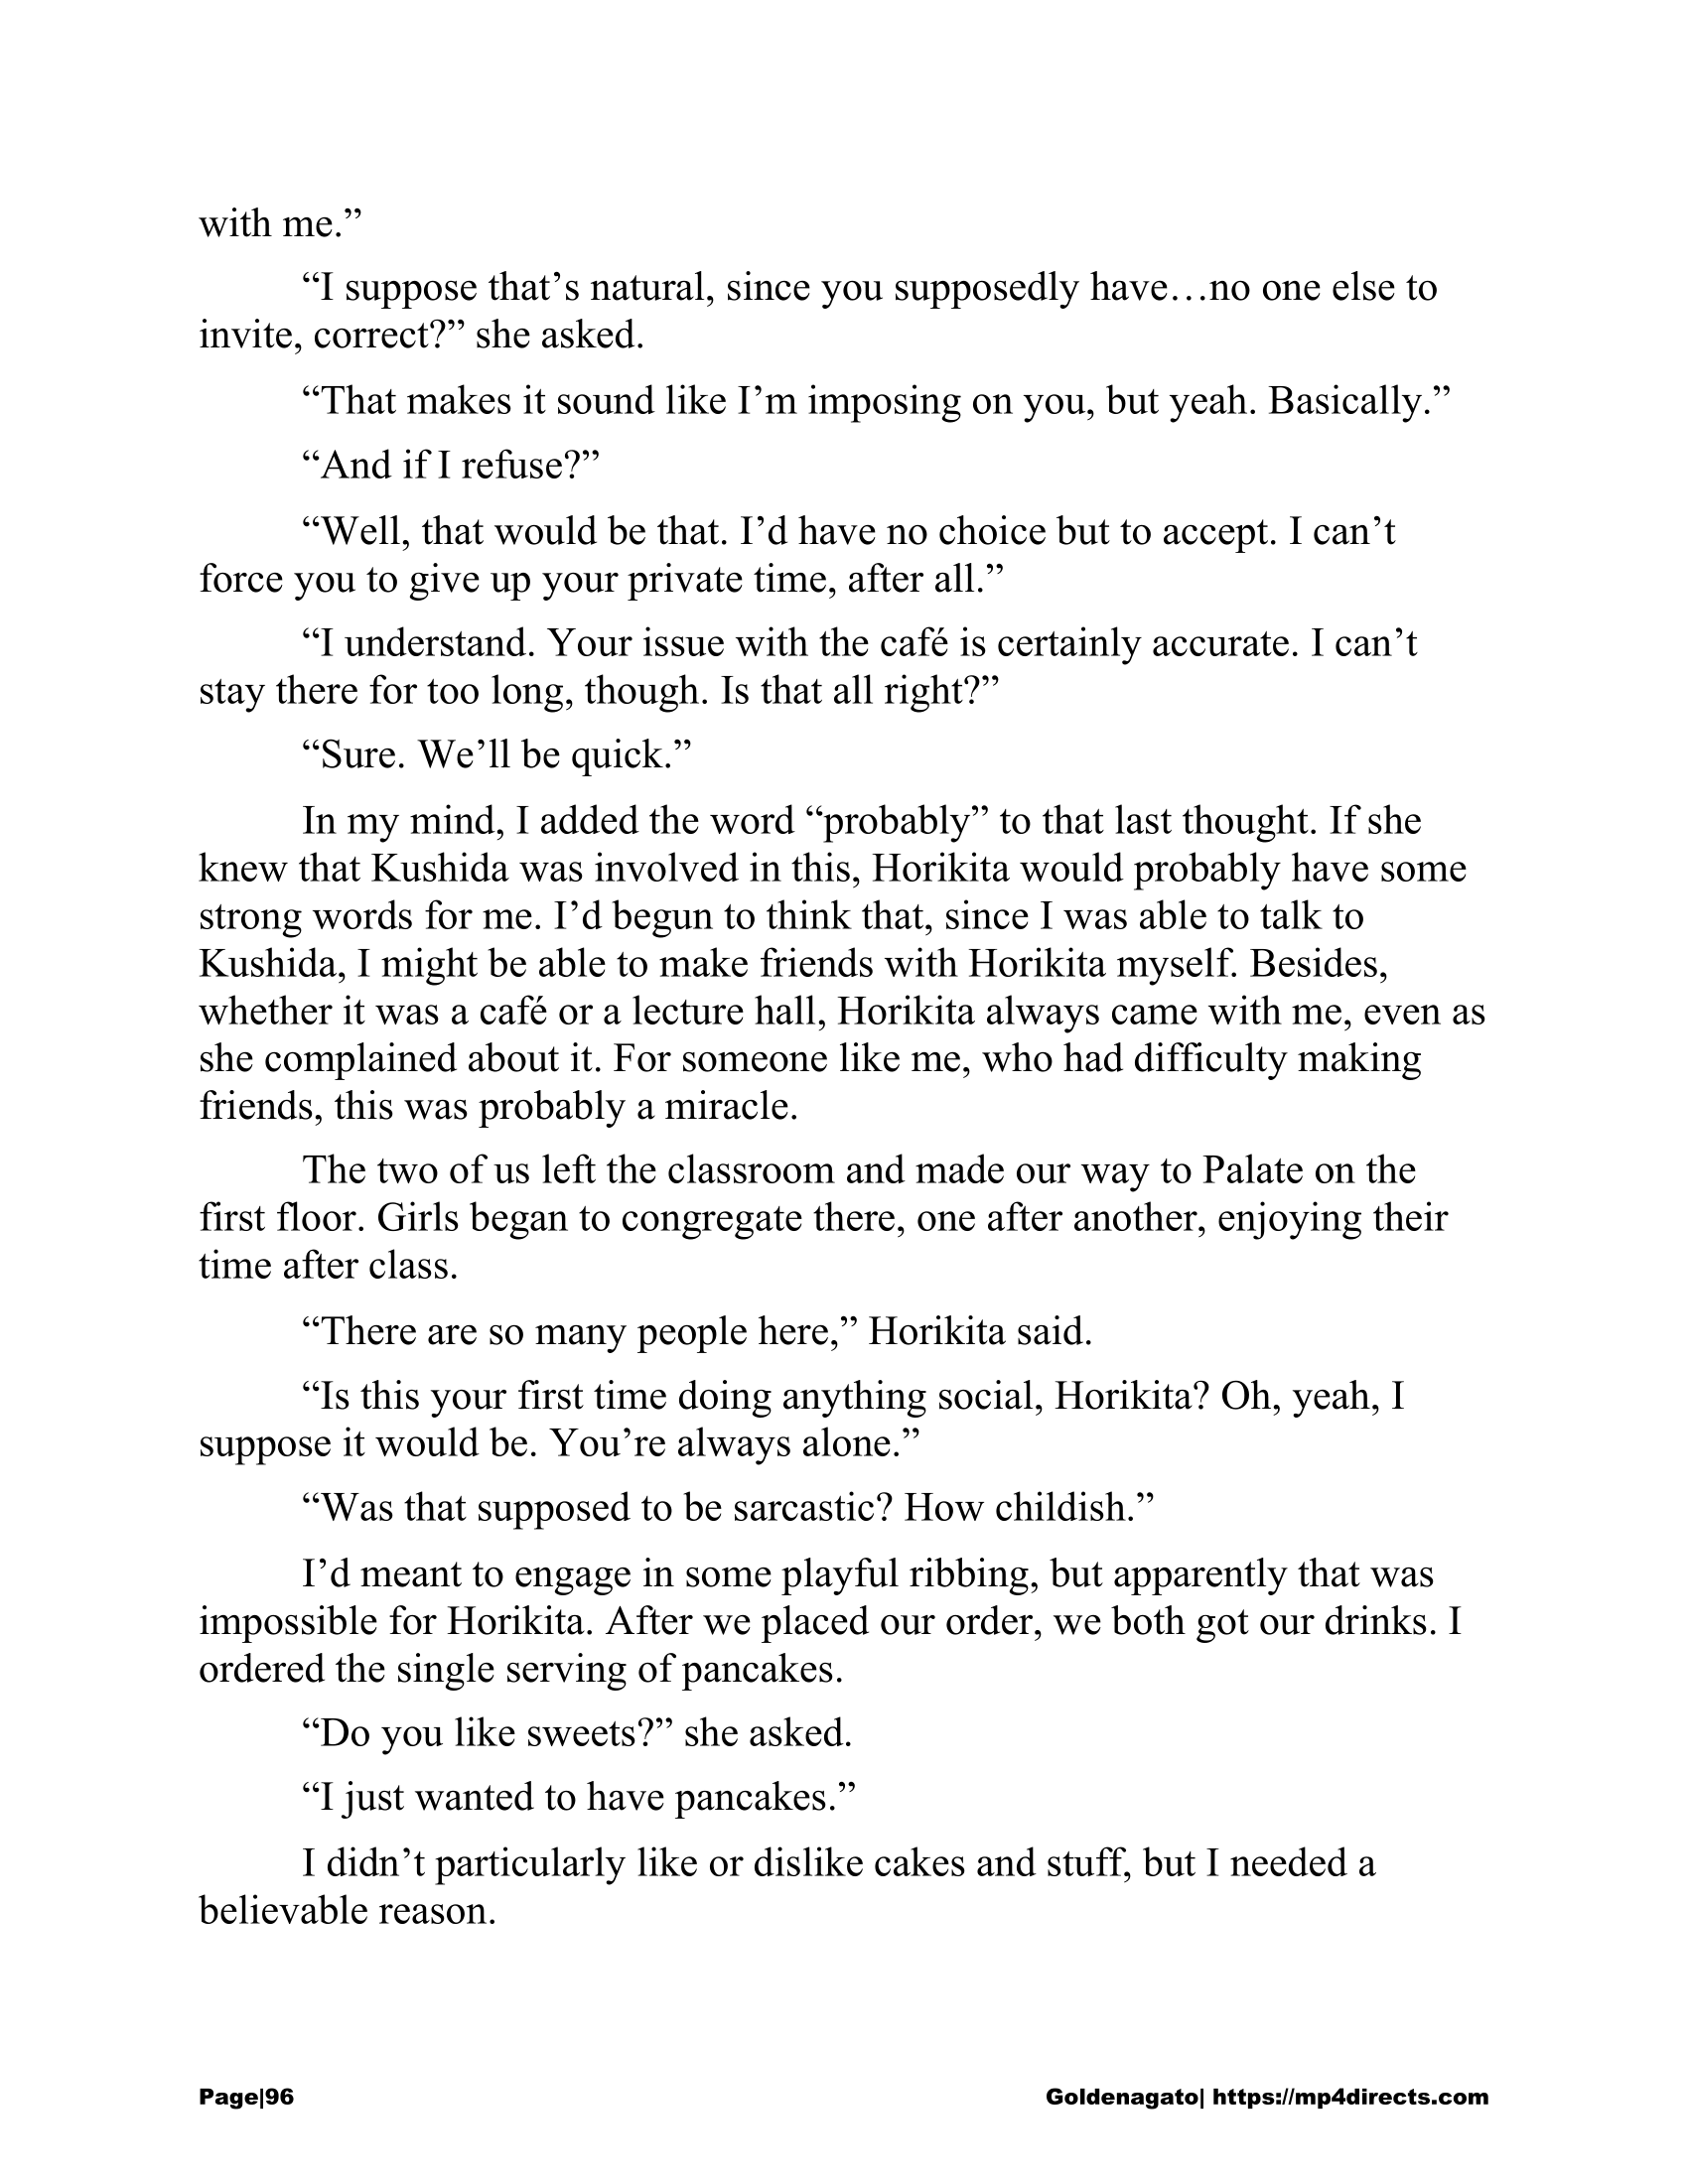 with me.”
“I suppose that’s natural, since you supposedly have…no one else to
invite, correct?” she asked.
“That makes it sound like I’m imposing on you, but yeah. Basically.”
“And if I refuse?”
“Well, that would be that. I’d have no choice but to accept. I can’t
force you to give up your private time, after all.”
“I understand. Your issue with the café is certainly accurate. I can’t
stay there for too long, though. Is that all right?”
“Sure. We’ll be quick.”
In my mind, I added the word “probably” to that last thought. If she
knew that Kushida was involved in this, Horikita would probably have some
strong words for me. I’d begun to think that, since I was able to talk to
Kushida, I might be able to make friends with Horikita myself. Besides,
whether it was a café or a lecture hall, Horikita always came with me, even as
she complained about it. For someone like me, who had difficulty making
friends, this was probably a miracle.
The two of us left the classroom and made our way to Palate on the
first floor. Girls began to congregate there, one after another, enjoying their
time after class.
“There are so many people here,” Horikita said.
“Is this your first time doing anything social, Horikita? Oh, yeah, I
suppose it would be. You’re always alone.”
“Was that supposed to be sarcastic? How childish.”
I’d meant to engage in some playful ribbing, but apparently that was
impossible for Horikita. After we placed our order, we both got our drinks. I
ordered the single serving of pancakes.
“Do you like sweets?” she asked.
“I just wanted to have pancakes.”
I didn’t particularly like or dislike cakes and stuff, but I needed a
believable reason.
Page|96 Goldenagato| https://mp4directs.com